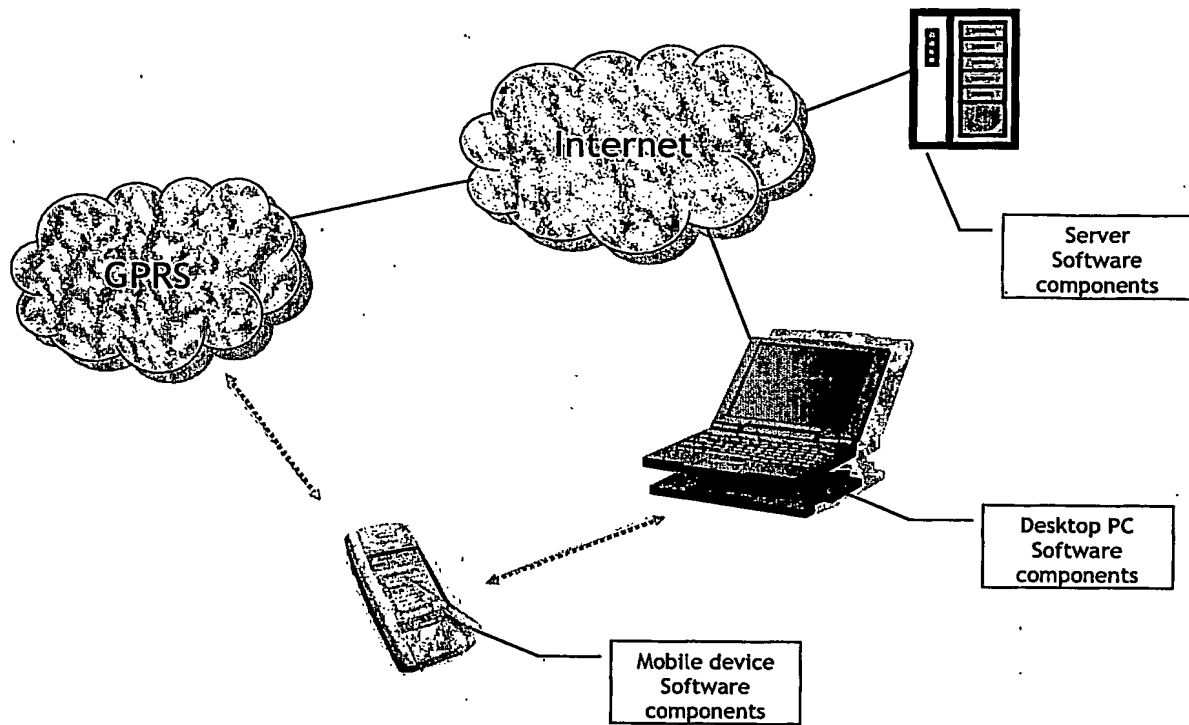 Internet
GPRS
Server
Software
components
Desktop PC
Software
components
Mobile device
Software
components